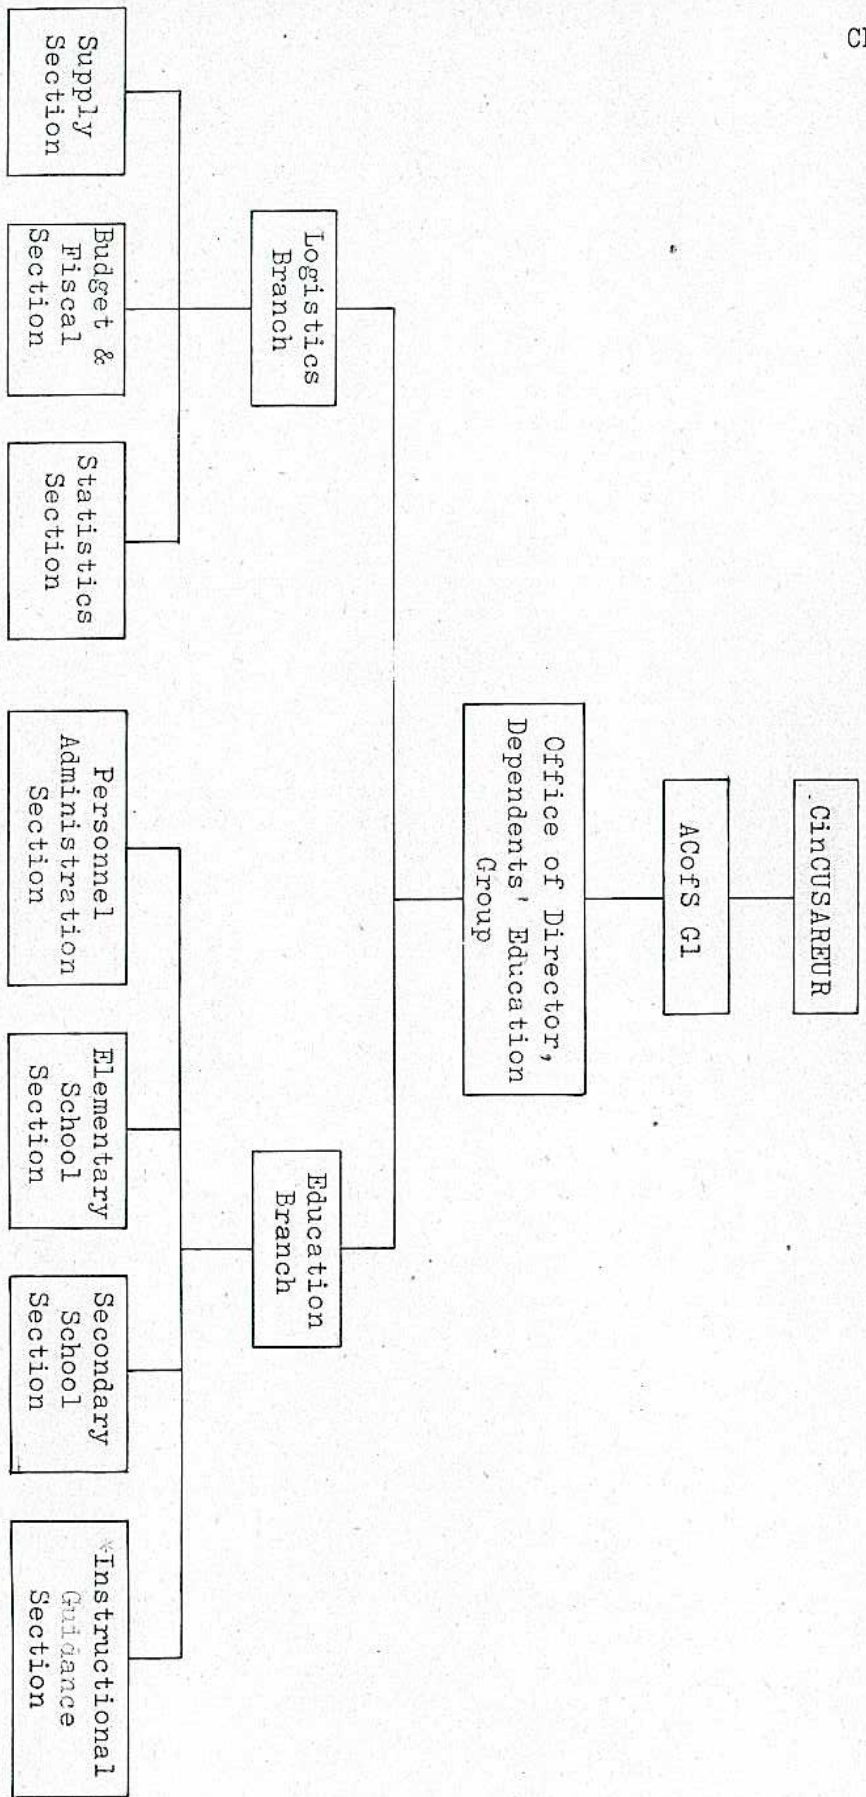 CinCUSAREUR
ACofS G1
Office of Director,
Dependents' Education
Group
Logistics
Branch
Education
Branch
Supply
Section
Budget &
Fiscal
Section
Statistics
Section
Personnel
Administration
Section
Elementary
School
Section
Secondary
School
Section
*Instructional
Guidance
Section